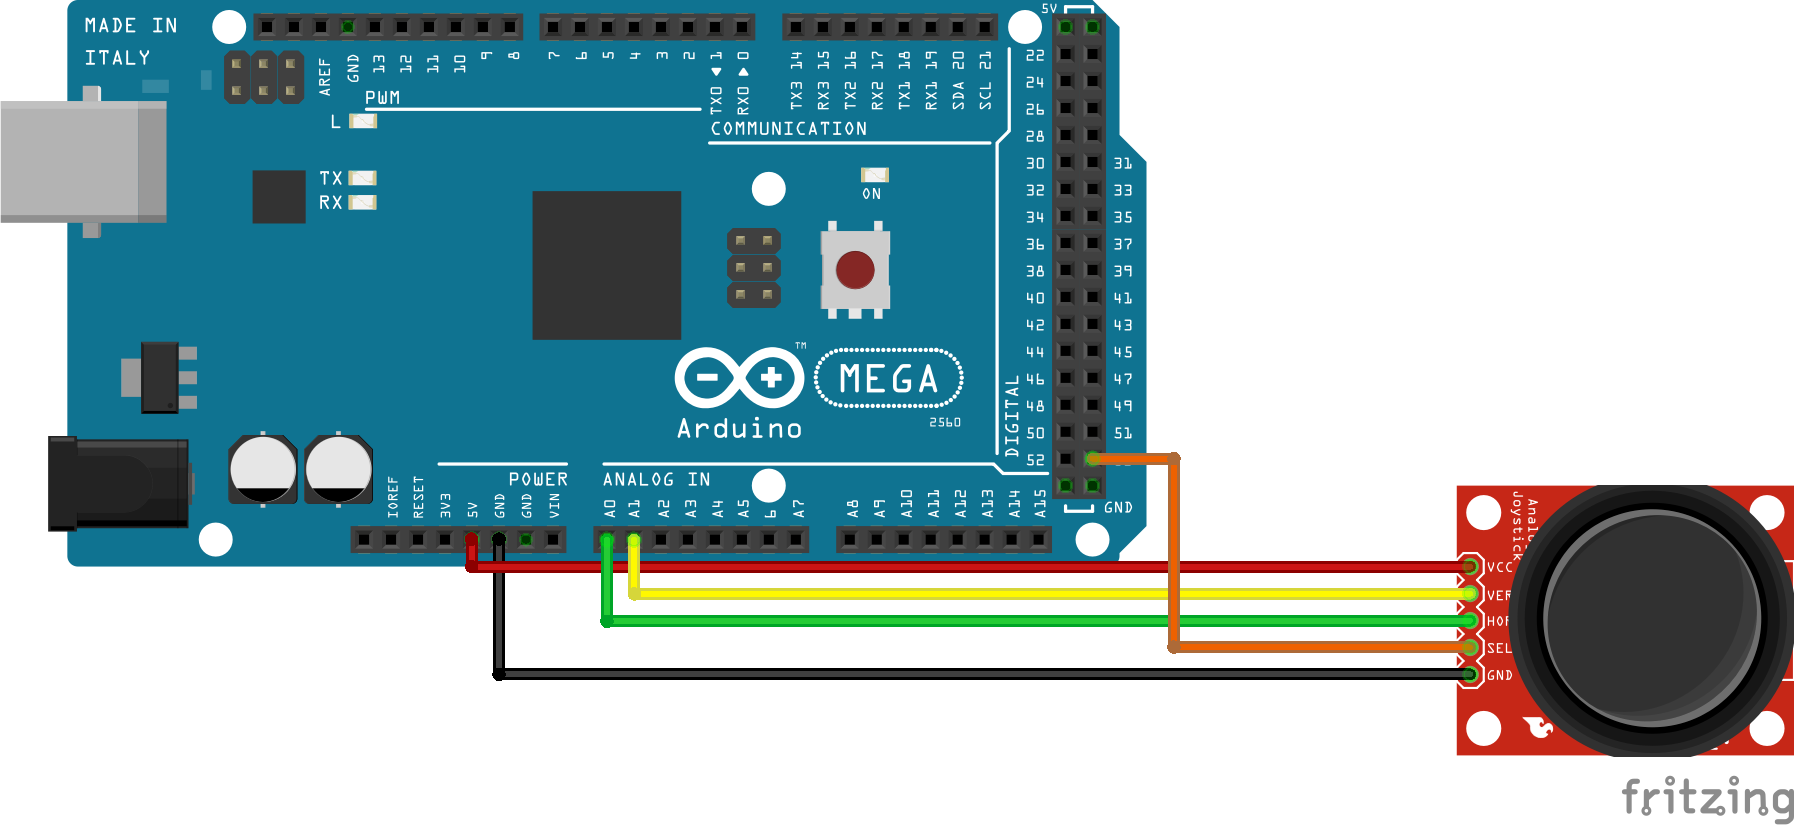 MADE IN
ITALY
AREF
GND
13
12
11
10
9
8
7
6
5
4
3
2
TX0 1
RX0 0
TX3 14
RX3 15
TX2 16
RX2 17
TX1 18
RX1 19
SDA 20
SCL 21
5V
PWM
L
COMMUNICATION
TX
RX
ON
22
24
26
28
30 31
32 33
34 35
36 37
38 39
40 41
42 43
44 45
46 47
48 49
50 51
52
DIGITAL
TM
MEGA
Arduino
2560
POWER
ANALOG IN
IOREF
RESET
3V3
5V
GND
GND
VIN
A0
A1
A2
A3
A4
A5
6
A7
A8
A9
A10
A11
A12
A13
A14
A15
GND
Joystick
VCC
VER
HOR
SEL
GND
fritzing